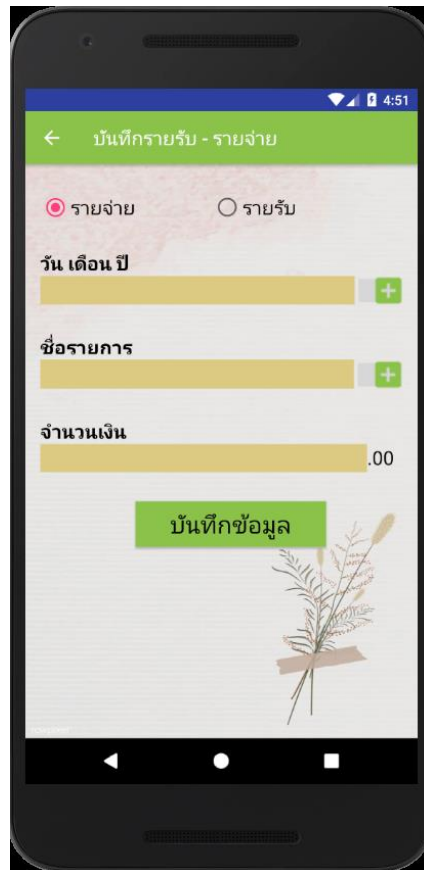 4:51
บันทึกรายรับ - รายจ่าย
รายจ่าย รายรับ
วัน เดือน ปี
ชื่อรายการ
จำนวนเงิน
.00
บันทึกข้อมูล